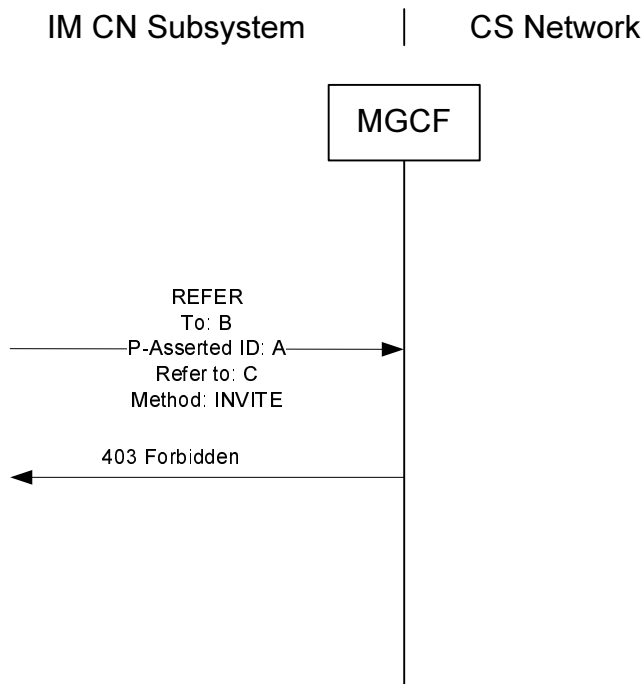 IM CN Subsystem | CS Network
MGCF
REFER
To: B
P-Asserted ID: A
Refer to: C
Method: INVITE
403 Forbidden